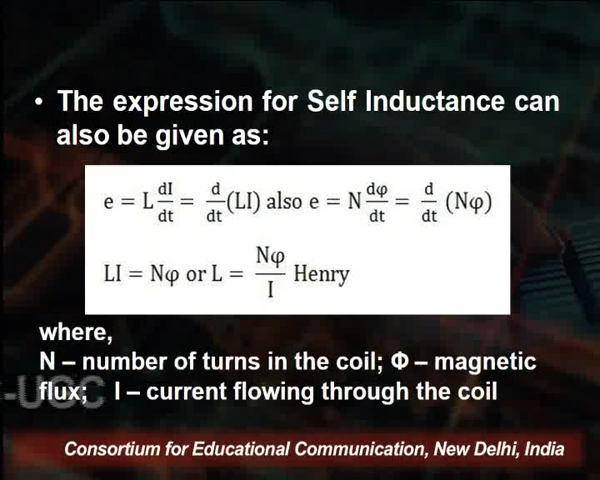 • The expression for Self Inductance can
also be given as:
e = L dI/dt = d/dt (LI) also e = N dφ/dt = d/dt (Nφ)
LI = Nφ or L = Nφ/I Henry
where,
N – number of turns in the coil; Φ – magnetic
flux; I – current flowing through the coil
-UGC
Consortium for Educational Communication, New Delhi, India